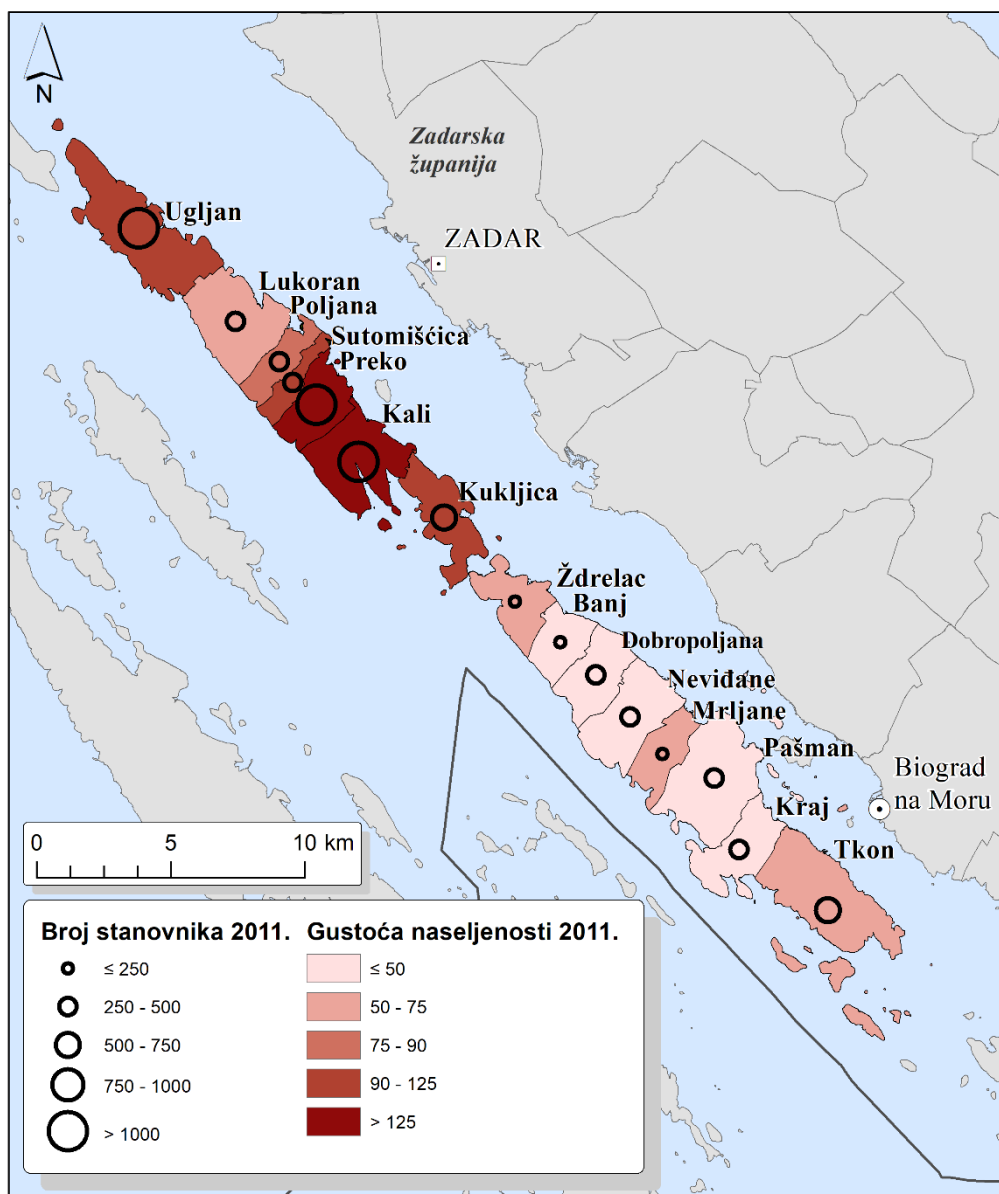 N
Zadarska
županija
Ugljan
ZADAR
Lukoran
Poljana
Sutomišćica
Preko
Kali
Kukljica
Ždrelac
Banj
Dobropoljana
Neviđane
Mrljane
Pašman
Biograd
na Moru
Kraj
Tkon
0 5 10 km
Broj stanovnika 2011. Gustoća naseljenosti 2011.
≤ 250 ≤ 50
250 - 500 50 - 75
500 - 750 75 - 90
750 - 1000 90 - 125
> 1000 > 125